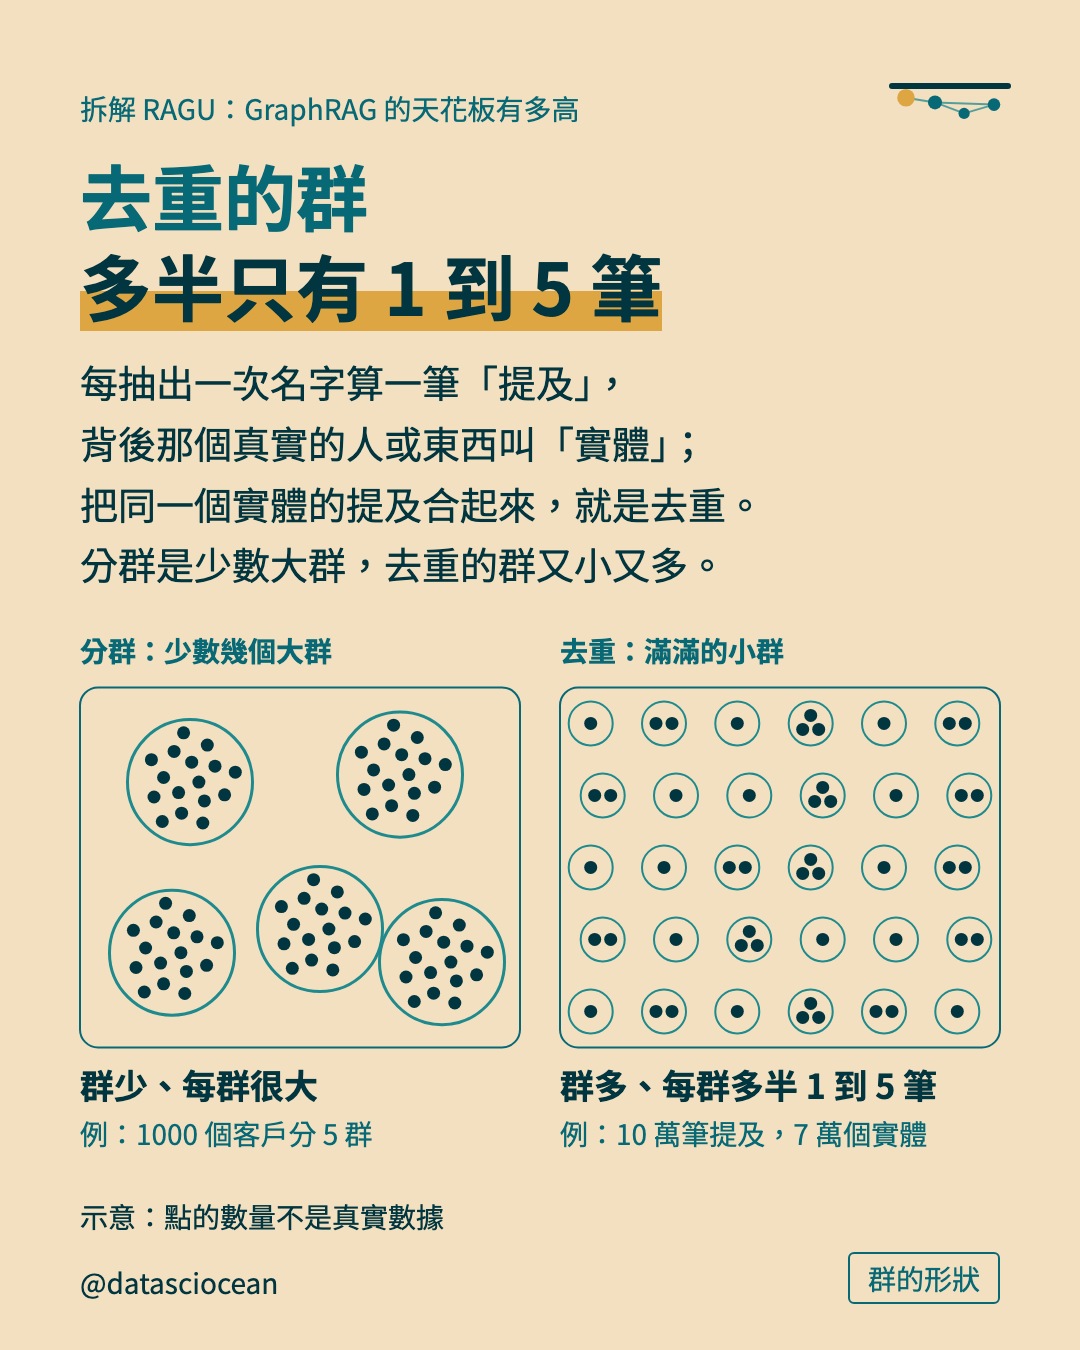 拆解 RAGU：GraphRAG 的天花板有多高
去重的群
多半只有 1 到 5 筆
每抽出一次名字算一筆「提及」，
背後那個真實的人或東西叫「實體」；
把同一個實體的提及合起來，就是去重。
分群是少數大群，去重的群又小又多。
分群：少數幾個大群
去重：滿滿的小群
群少、每群很大
群多、每群多半 1 到 5 筆
例：1000 個客戶分 5 群
例：10 萬筆提及，7 萬個實體
示意：點的數量不是真實數據
@datasciocean
群的形狀